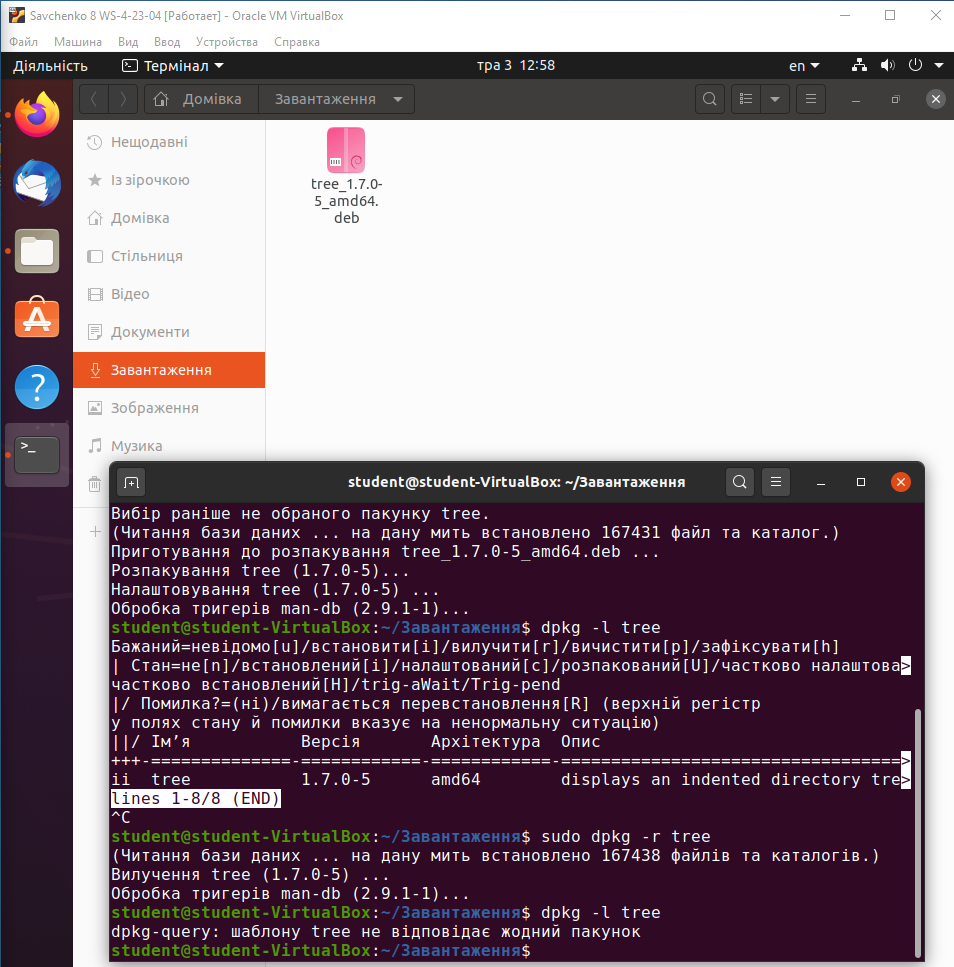 Savchenko 8 WS-4-23-04 [Работает] - Oracle VM VirtualBox
Файл Машина Вид Ввод Устройства Справка
Діяльність Термінал тра 3 12:58 en
Домівка Завантаження
Нещодавні
Із зірочкою
Домівка
Стільниця
Відео
Документи
Завантаження
Зображення
Музика
tree_1.7.0-
5_amd64.
deb
student@student-VirtualBox: ~/Завантаження
Вибір раніше не обраного пакунку tree.
(Читання бази даних ... на дану мить встановлено 167431 файл та каталог.)
Приготування до розпакування tree_1.7.0-5_amd64.deb ...
Розпакування tree (1.7.0-5)...
Налаштовування tree (1.7.0-5) ...
Обробка тригерів man-db (2.9.1-1)...
student@student-VirtualBox:~/Завантаження$ dpkg -l tree
Бажаний=невідомо[u]/встановити[i]/вилучити[r]/вичистити[p]/зафіксувати[h]
| Стан=не[n]/встановлений[i]/налаштований[c]/розпакований[U]/частково налаштова>
частково встановлений[H]/trig-aWait/Trig-pend
|/ Помилка?=(ні)/вимагається перевстановлення[R] (верхній регістр
у полях стану й помилки вказує на ненормальну ситуацію)
||/ Ім’я Версія Архітектура Опис
+++-==============-============-============-==================================>
ii tree 1.7.0-5 amd64 displays an indented directory tre>
lines 1-8/8 (END)
^C
student@student-VirtualBox:~/Завантаження$ sudo dpkg -r tree
(Читання бази даних ... на дану мить встановлено 167438 файлів та каталогів.)
Вилучення tree (1.7.0-5) ...
Обробка тригерів man-db (2.9.1-1)...
student@student-VirtualBox:~/Завантаження$ dpkg -l tree
dpkg-query: шаблону tree не відповідає жодний пакунок
student@student-VirtualBox:~/Завантаження$